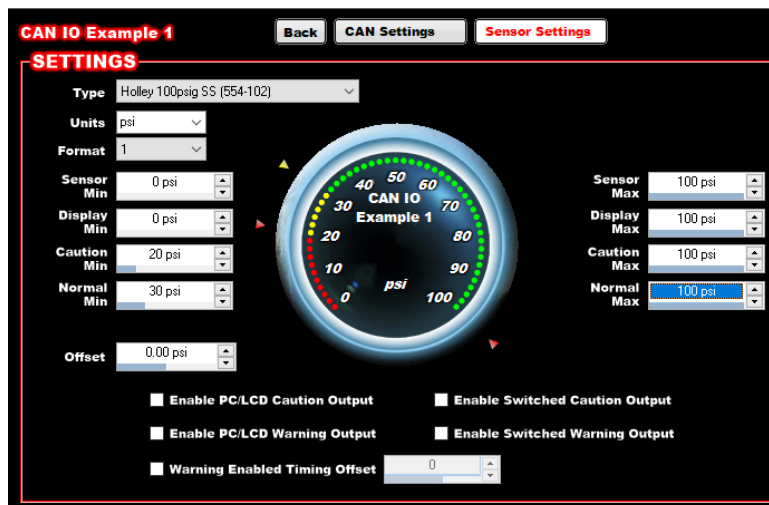 CAN IO Example 1
Back
CAN Settings
Sensor Settings
SETTINGS
Type
Holley 100psig SS (554-102)
Units
psi
Format
1
Sensor
Min
0 psi
Display
Min
0 psi
Caution
Min
20 psi
Normal
Min
30 psi
Offset
0.00 psi
0
10
20
30
40
50
60
70
80
90
100
CAN IO
Example 1
psi
Sensor
Max
100 psi
Display
Max
100 psi
Caution
Max
100 psi
Normal
Max
100 psi
Enable PC/LCD Caution Output
Enable Switched Caution Output
Enable PC/LCD Warning Output
Enable Switched Warning Output
Warning Enabled Timing Offset
0